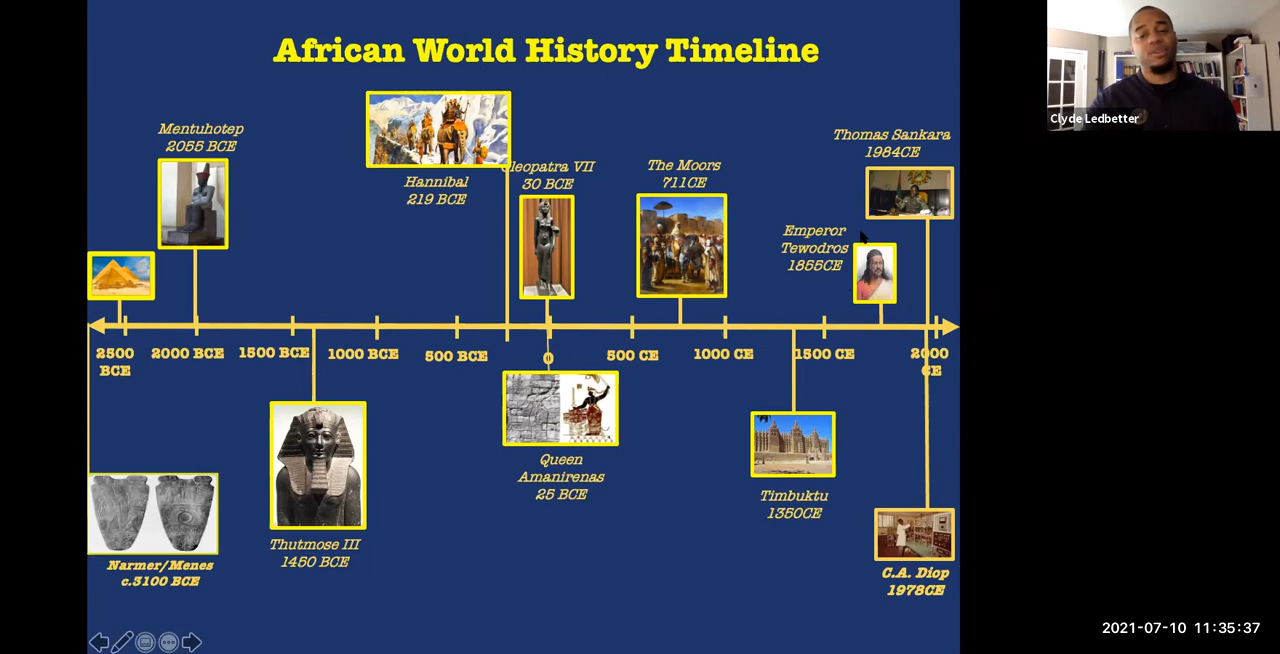 African World History Timeline
Clyde Ledbetter
Mentuhotep
2055 BCE
Hannibal
219 BCE
Cleopatra VII
30 BCE
The Moors
711CE
Thomas Sankara
1984CE
Emperor
Tewodros
1855CE
2500
BCE
2000 BCE
1500 BCE
1000 BCE
500 BCE
0
500 CE
1000 CE
1500 CE
2000
CE
Narmer/Menes
c.3100 BCE
Thutmose III
1450 BCE
Queen
Amanirenas
25 BCE
Timbuktu
1350CE
C.A. Diop
1978CE
2021-07-10 11:35:37